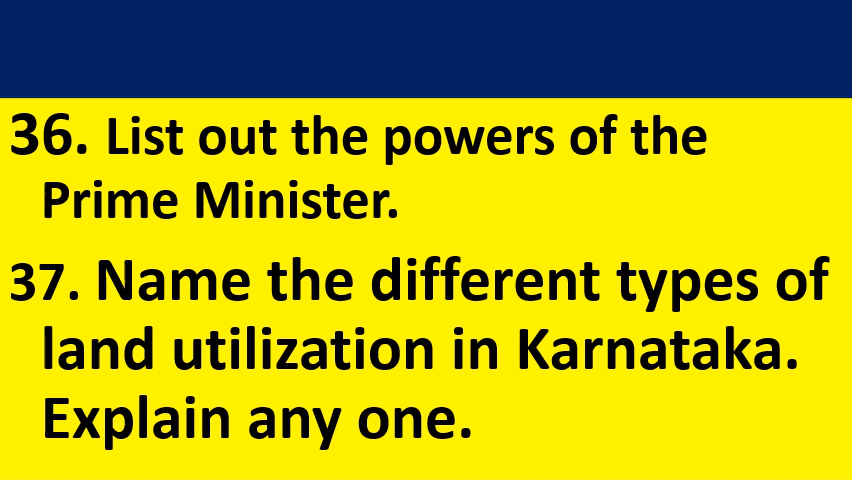 36. List out the powers of the
Prime Minister.
37. Name the different types of
land utilization in Karnataka.
Explain any one.